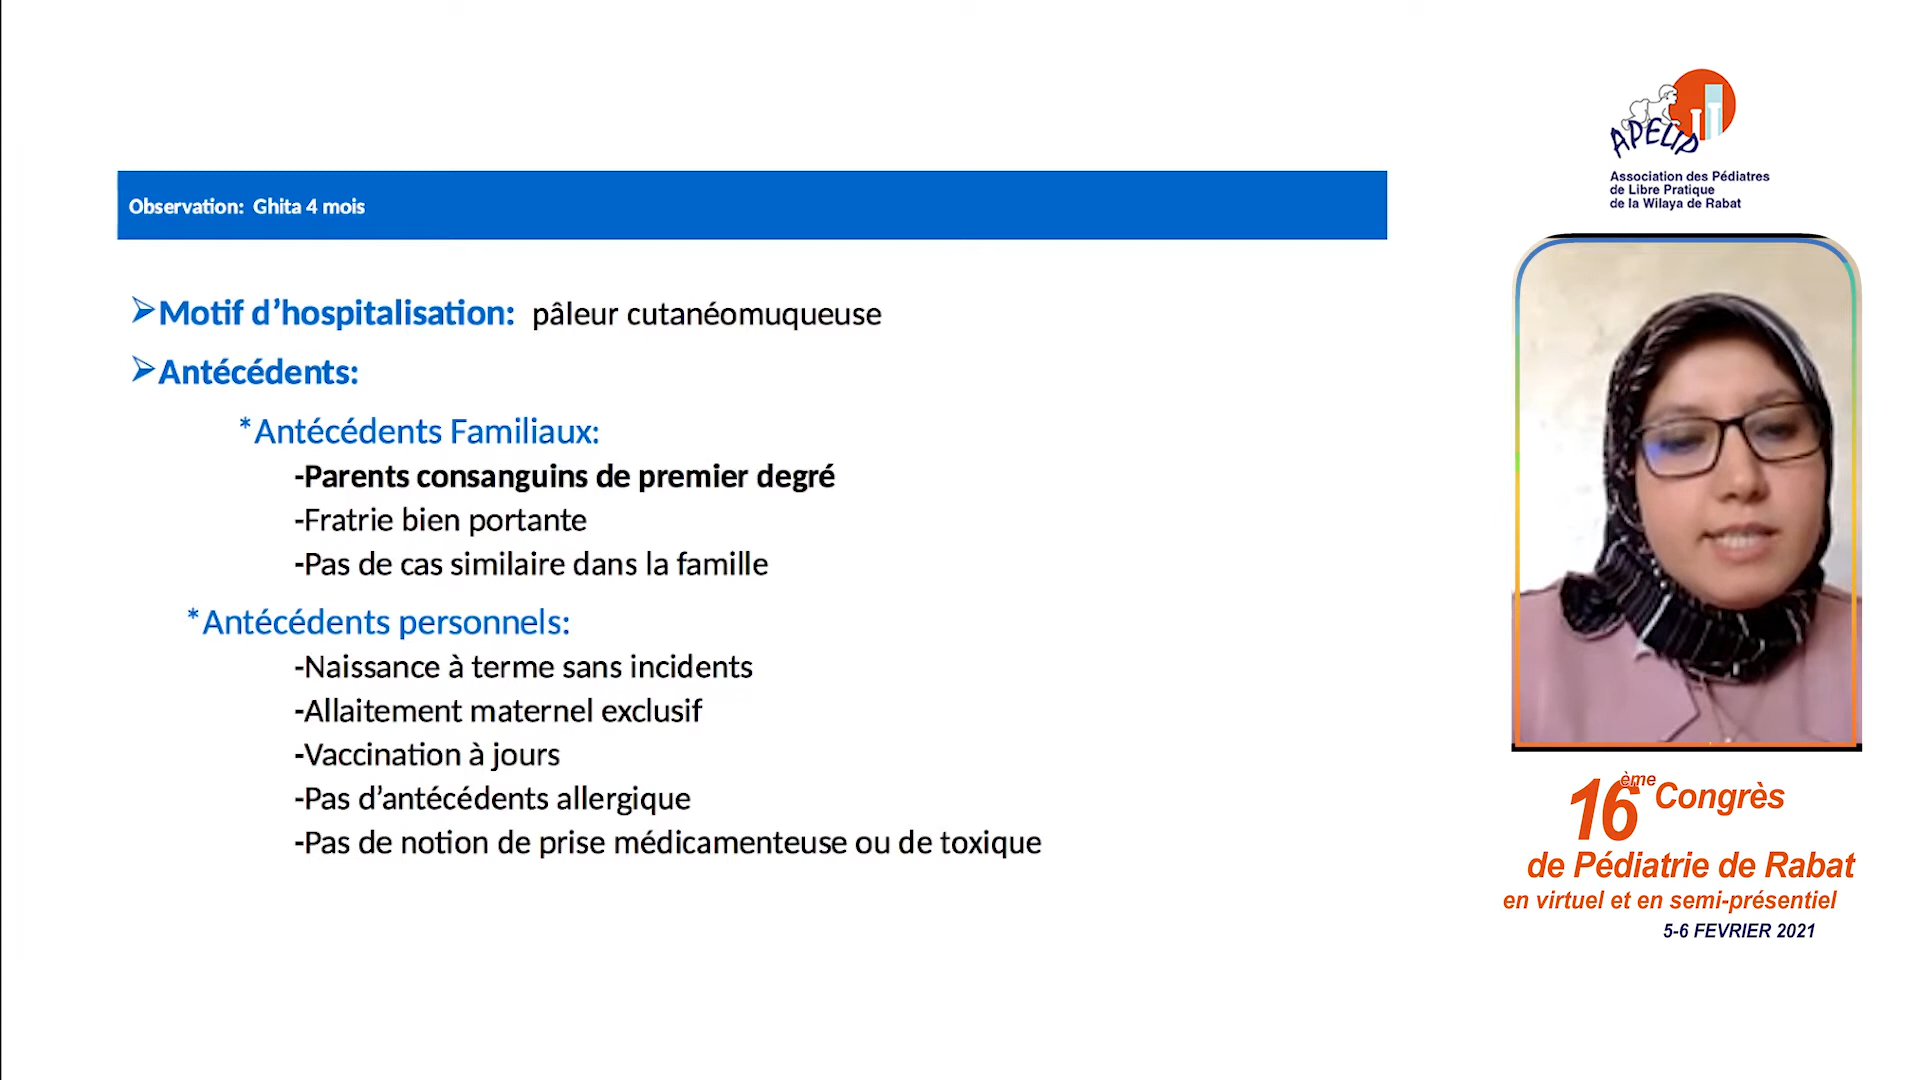 Observation: Ghita 4 mois
➢Motif d’hospitalisation: pâleur cutanéomuqueuse
➢Antécédents:
*Antécédents Familiaux:
-Parents consanguins de premier degré
-Fratrie bien portante
-Pas de cas similaire dans la famille
*Antécédents personnels:
-Naissance à terme sans incidents
-Allaitement maternel exclusif
-Vaccination à jours
-Pas d’antécédents allergique
-Pas de notion de prise médicamenteuse ou de toxique
APELIP
Association des Pédiatres
de Libre Pratique
de la Wilaya de Rabat
16ème Congrès
de Pédiatrie de Rabat
en virtuel et en semi-présentiel
5-6 FEVRIER 2021